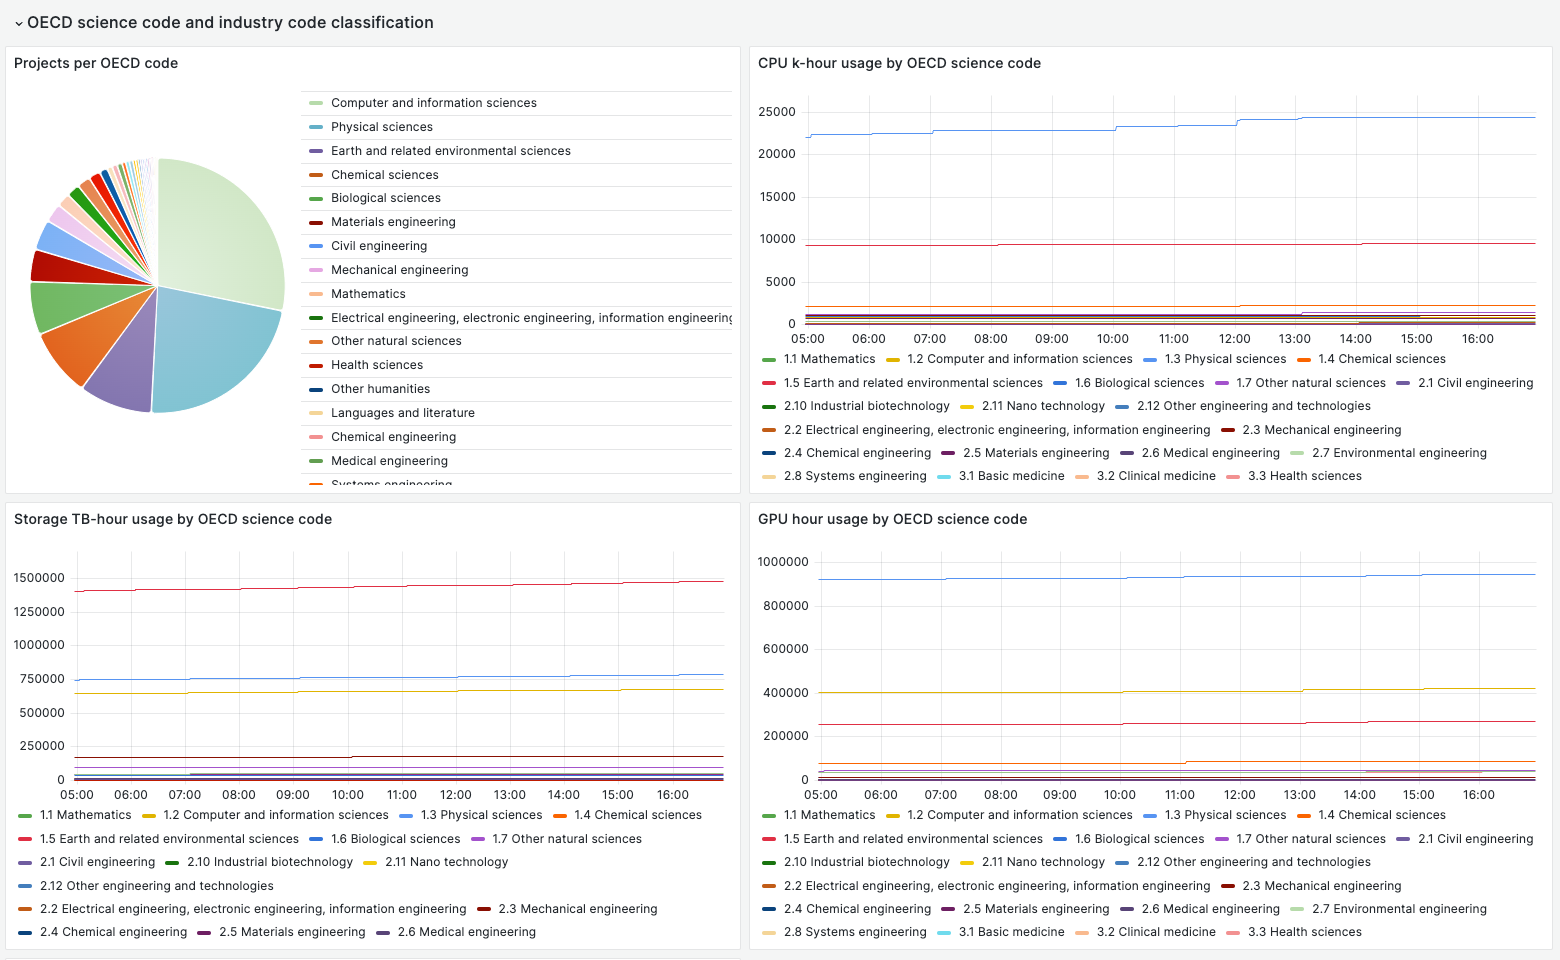 OECD science code and industry code classification
Projects per OECD code
Computer and information sciences
Physical sciences
Earth and related environmental sciences
Chemical sciences
Biological sciences
Materials engineering
Civil engineering
Mechanical engineering
Mathematics
Electrical engineering, electronic engineering, information engineering
Other natural sciences
Health sciences
Other humanities
Languages and literature
Chemical engineering
Medical engineering
Systems engineering
CPU k-hour usage by OECD science code
25000
20000
15000
10000
5000
0
05:00 06:00 07:00 08:00 09:00 10:00 11:00 12:00 13:00 14:00 15:00 16:00
1.1 Mathematics 1.2 Computer and information sciences 1.3 Physical sciences 1.4 Chemical sciences
1.5 Earth and related environmental sciences 1.6 Biological sciences 1.7 Other natural sciences 2.1 Civil engineering
2.10 Industrial biotechnology 2.11 Nano technology 2.12 Other engineering and technologies
2.2 Electrical engineering, electronic engineering, information engineering 2.3 Mechanical engineering
2.4 Chemical engineering 2.5 Materials engineering 2.6 Medical engineering 2.7 Environmental engineering
2.8 Systems engineering 3.1 Basic medicine 3.2 Clinical medicine 3.3 Health sciences
Storage TB-hour usage by OECD science code
1500000
1250000
1000000
750000
500000
250000
0
05:00 06:00 07:00 08:00 09:00 10:00 11:00 12:00 13:00 14:00 15:00 16:00
1.1 Mathematics 1.2 Computer and information sciences 1.3 Physical sciences 1.4 Chemical sciences
1.5 Earth and related environmental sciences 1.6 Biological sciences 1.7 Other natural sciences
2.1 Civil engineering 2.10 Industrial biotechnology 2.11 Nano technology
2.12 Other engineering and technologies
2.2 Electrical engineering, electronic engineering, information engineering 2.3 Mechanical engineering
2.4 Chemical engineering 2.5 Materials engineering 2.6 Medical engineering
GPU hour usage by OECD science code
1000000
800000
600000
400000
200000
0
05:00 06:00 07:00 08:00 09:00 10:00 11:00 12:00 13:00 14:00 15:00 16:00
1.1 Mathematics 1.2 Computer and information sciences 1.3 Physical sciences 1.4 Chemical sciences
1.5 Earth and related environmental sciences 1.6 Biological sciences 1.7 Other natural sciences 2.1 Civil engineering
2.10 Industrial biotechnology 2.11 Nano technology 2.12 Other engineering and technologies
2.2 Electrical engineering, electronic engineering, information engineering 2.3 Mechanical engineering
2.4 Chemical engineering 2.5 Materials engineering 2.6 Medical engineering 2.7 Environmental engineering
2.8 Systems engineering 3.1 Basic medicine 3.2 Clinical medicine 3.3 Health sciences